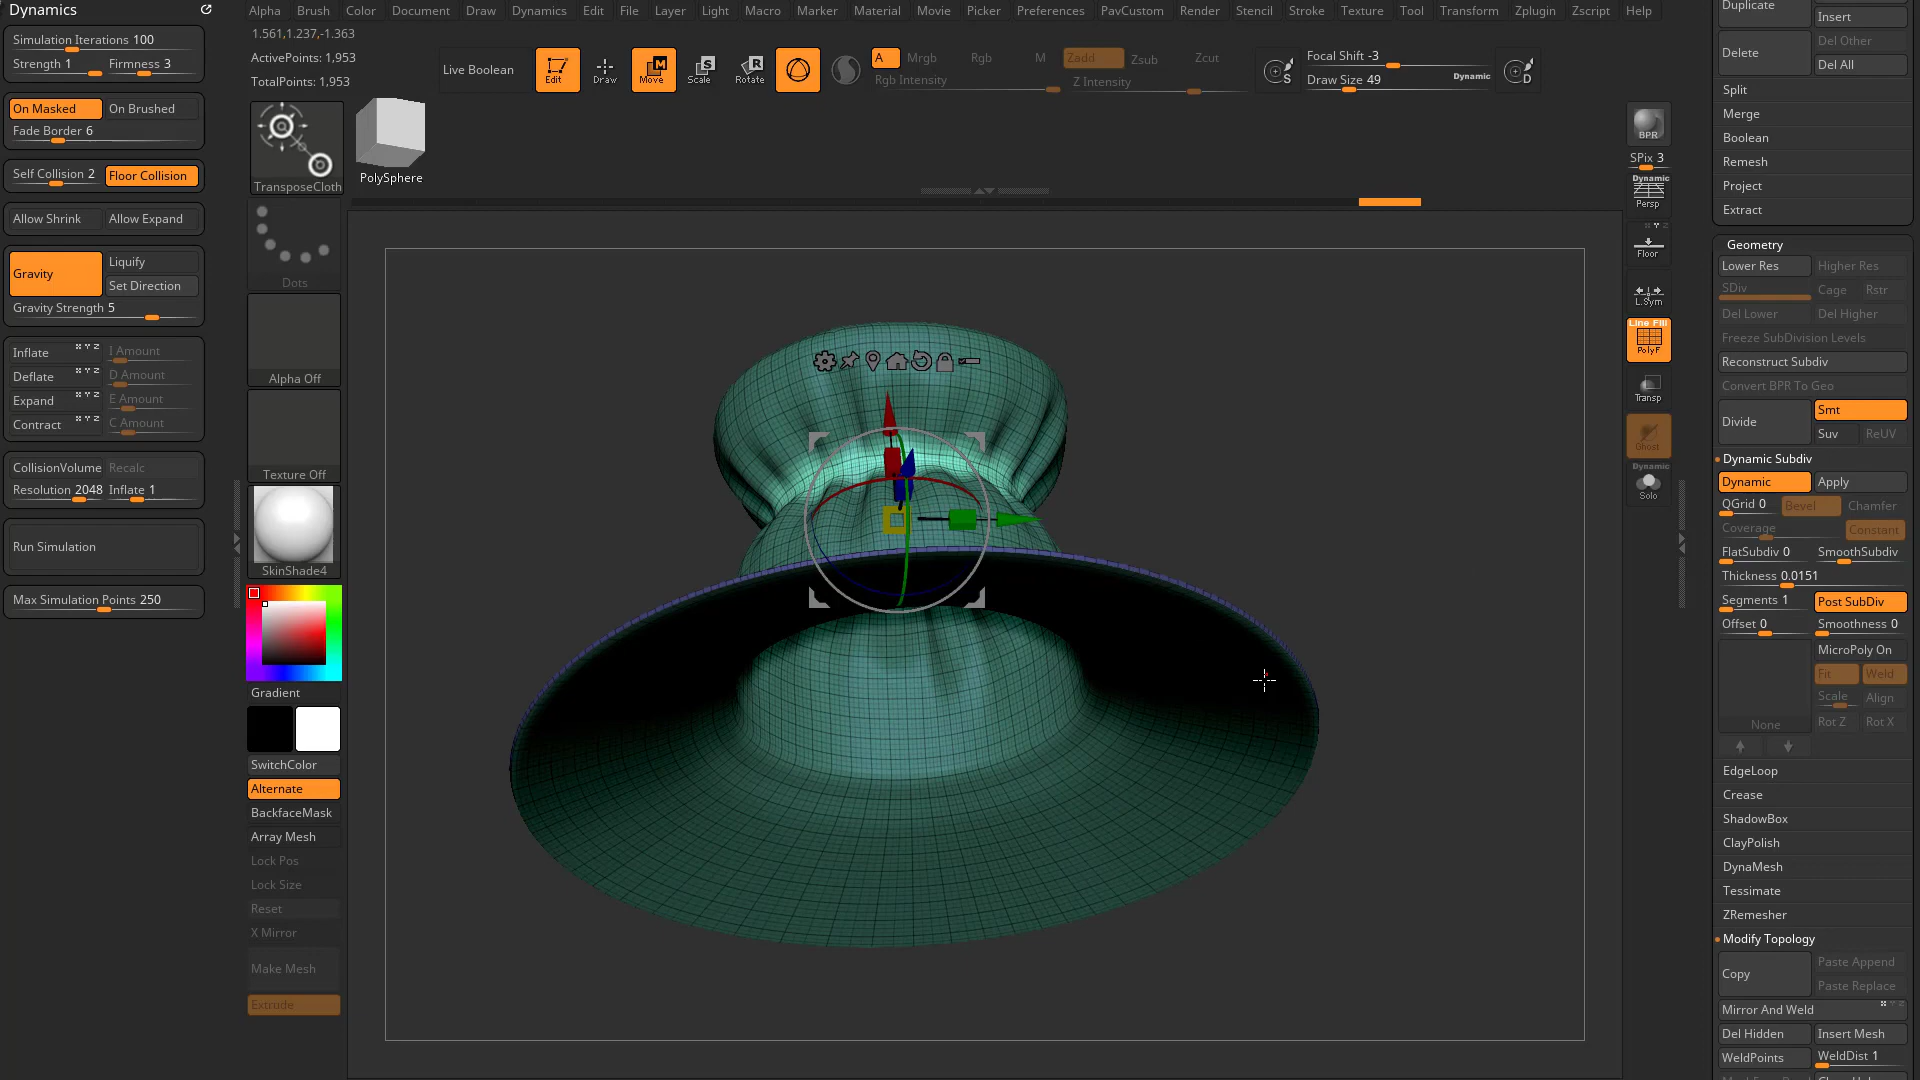 Dynamics
Alpha Brush Color Document Draw Dynamics Edit File Layer Light Macro Marker Material Movie Picker Preferences PavCustom Render Stencil Stroke Texture Tool Transform Zplugin Zscript Help
Simulation Iterations 100
Strength 1 Firmness 3
On Masked On Brushed
Fade Border 6
Self Collision 2 Floor Collision
Allow Shrink Allow Expand
Gravity Liquify
Set Direction
Gravity Strength 5
Inflate X Y Z I Amount
Deflate X Y Z D Amount
Expand X Y Z E Amount
Contract X Y Z C Amount
CollisionVolume Recalc
Resolution 2048 Inflate 1
Run Simulation
Max Simulation Points 250
1.561,1.237,-1.363
ActivePoints: 1,953
TotalPoints: 1,953
Live Boolean
Edit Draw Move Scale Rotate
A Mrgb Rgb M Zadd Zsub Zcut
Rgb Intensity Z Intensity
Focal Shift -3
Draw Size 49 Dynamic
S D
TransposeCloth
PolySphere
Dots
Alpha Off
Texture Off
SkinShade4
Gradient
SwitchColor
Alternate
BackfaceMask
Array Mesh
Lock Pos
Lock Size
Reset
X Mirror
Make Mesh
Extrude
BPR
SPix 3
Dynamic
Persp
Floor
L.Sym
Line Fill
PolyF
Transp
Ghost
Dynamic
Solo
Duplicate Insert
Delete Del Other
Del All
Split
Merge
Boolean
Remesh
Project
Extract
Geometry
Lower Res Higher Res
SDiv Cage Rstr
Del Lower Del Higher
Freeze SubDivision Levels
Reconstruct Subdiv
Convert BPR To Geo
Divide Smt
Suv ReUV
Dynamic Subdiv
Dynamic Apply
QGrid 0 Bevel Chamfer
Coverage Constant
FlatSubdiv 0 SmoothSubdiv
Thickness 0.0151
Segments 1 Post SubDiv
Offset 0 Smoothness 0
MicroPoly On
Fit Weld
Scale Align
None Rot Z Rot X
EdgeLoop
Crease
ShadowBox
ClayPolish
DynaMesh
Tessimate
ZRemesher
Modify Topology
Copy Paste Append
Paste Replace
Mirror And Weld
Del Hidden Insert Mesh
WeldPoints WeldDist 1